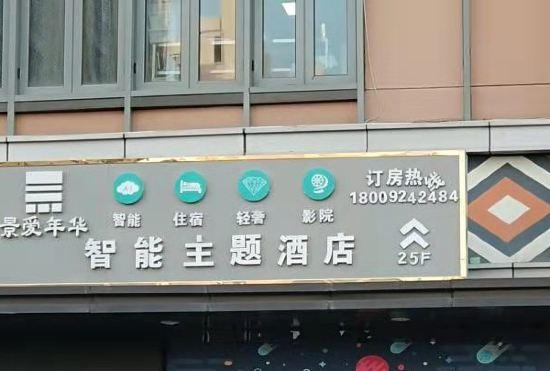 景爱年华
智能 住宿 轻奢 影院
订房热线
18009242484
智能主题酒店
25F